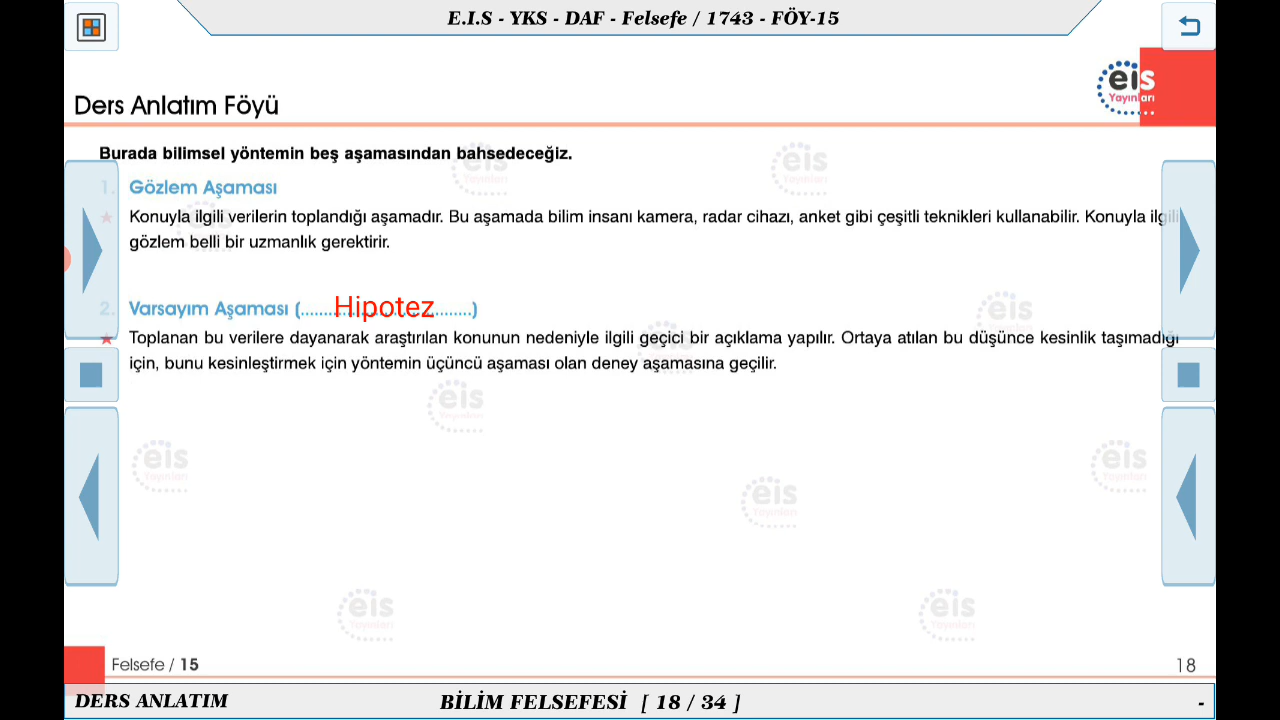 E.I.S - YKS - DAF - Felsefe / 1743 - FÖY-15
eis
Yayınları
Ders Anlatım Föyü
Burada bilimsel yöntemin beş aşamasından bahsedeceğiz.
1. Gözlem Aşaması
★ Konuyla ilgili verilerin toplandığı aşamadır. Bu aşamada bilim insanı kamera, radar cihazı, anket gibi çeşitli teknikleri kullanabilir. Konuyla ilgili
gözlem belli bir uzmanlık gerektirir.
2. Varsayım Aşaması (......Hipotez........)
★ Toplanan bu verilere dayanarak araştırılan konunun nedeniyle ilgili geçici bir açıklama yapılır. Ortaya atılan bu düşünce kesinlik taşımadığı
için, bunu kesinleştirmek için yöntemin üçüncü aşaması olan deney aşamasına geçilir.
Felsefe / 15
18
DERS ANLATIM
BİLİM FELSEFESİ [ 18 / 34 ]
-